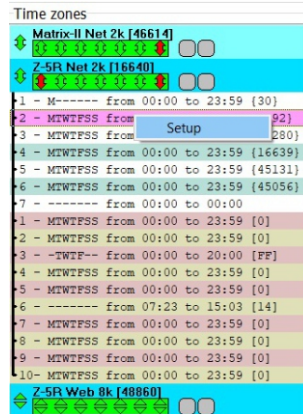 Time zones
Matrix-II Net 2k [46614]
Z-5R Net 2k [16640]
1 - M------ from 00:00 to 23:59 {30}
2 - MTWTFSS from 92}
Setup
3 - MTWTFSS from 280}
4 - MTWTFSS from 00:00 to 23:59 {16639}
5 - MTWTFSS from 00:00 to 23:59 {45131}
6 - MTWTFSS from 00:00 to 23:59 {45056}
7 - ------- from 00:00 to 00:00
1 - MTWTFSS from 00:00 to 23:59 [0]
2 - MTWTFSS from 00:00 to 23:59 [0]
3 - -TWTF-- from 00:00 to 20:00 [FF]
4 - MTWTFSS from 00:00 to 23:59 [0]
5 - MTWTFSS from 00:00 to 23:59 [0]
6 - ------- from 07:23 to 15:03 [14]
7 - MTWTFSS from 00:00 to 23:59 [0]
8 - MTWTFSS from 00:00 to 23:59 [0]
9 - MTWTFSS from 00:00 to 23:59 [0]
10- MTWTFSS from 00:00 to 23:59 [0]
Z-5R Web 8k [48860]